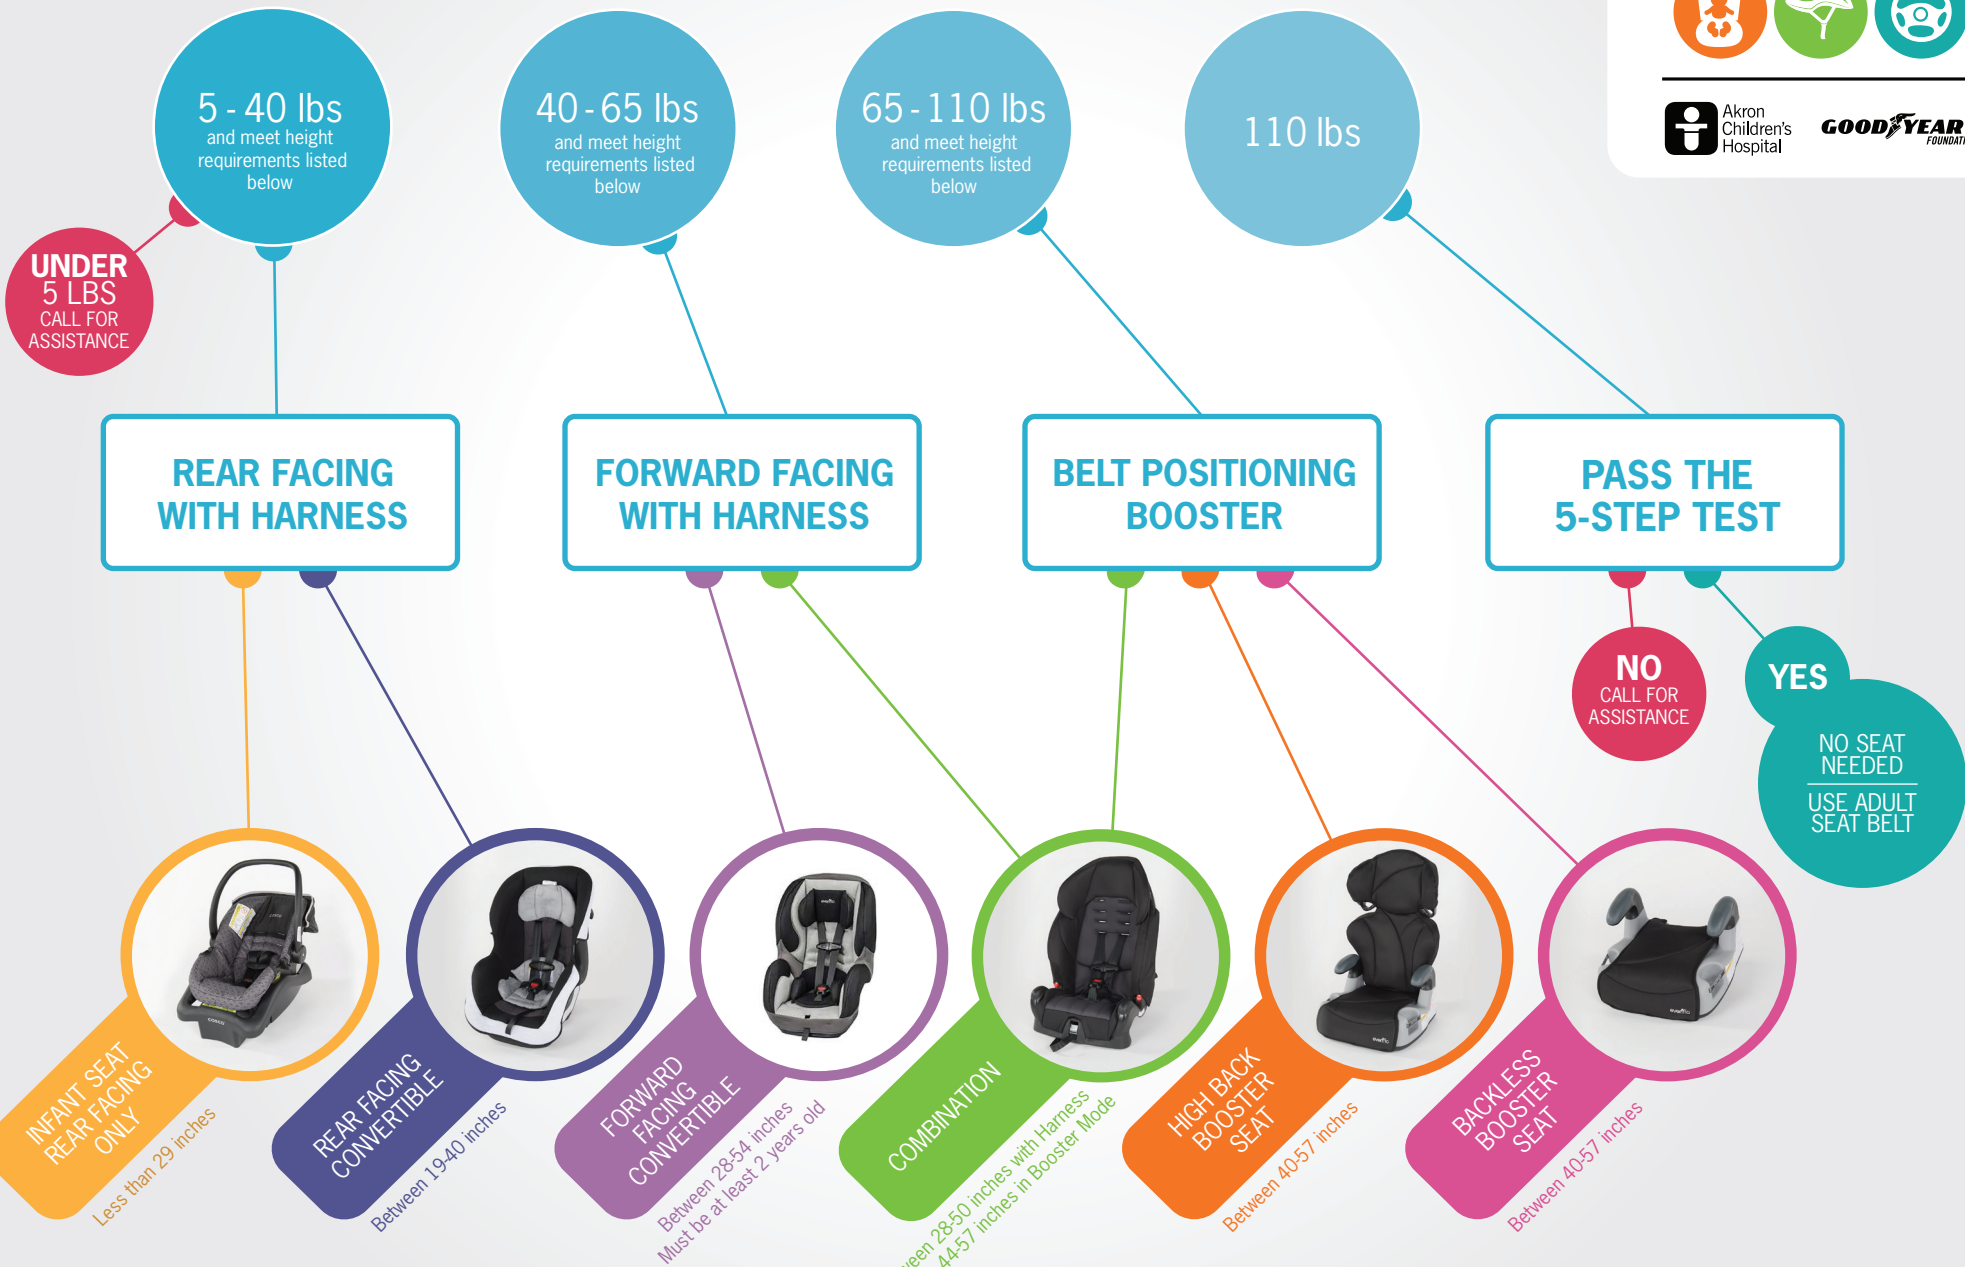 5 - 40 lbs
and meet height
requirements listed
below
40 - 65 lbs
and meet height
requirements listed
below
65 - 110 lbs
and meet height
requirements listed
below
110 lbs
Akron
Children's
Hospital
GOODYEAR
UNDER
5 LBS
CALL FOR
ASSISTANCE
REAR FACING
WITH HARNESS
FORWARD FACING
WITH HARNESS
BELT POSITIONING
BOOSTER
PASS THE
5-STEP TEST
NO
CALL FOR
ASSISTANCE
YES
NO SEAT
NEEDED
USE ADULT
SEAT BELT
INFANT SEAT
REAR FACING
ONLY
Less than 29 inches
REAR FACING
CONVERTIBLE
Between 19-40 inches
FORWARD
FACING
CONVERTIBLE
Between 28-54 inches
Must be at least 2 years old
COMBINATION
28-50 inches with Harness
44-57 inches in Booster Mode
HIGH BACK
BOOSTER
SEAT
Between 40-57 inches
BACKLESS
BOOSTER
SEAT
Between 40-57 inches